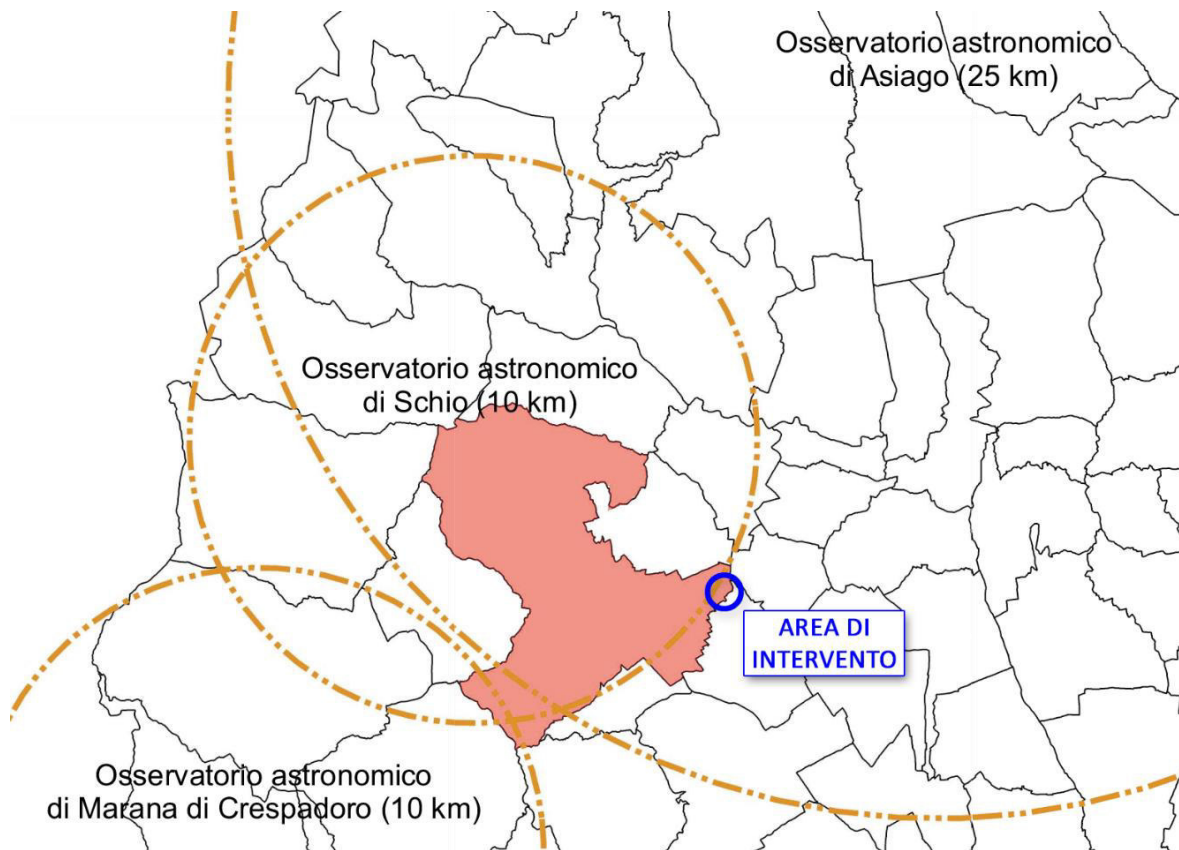 Osservatorio astronomico
di Asiago (25 km)
Osservatorio astronomico
di Schio (10 km)
AREA DI
INTERVENTO
Osservatorio astronomico
di Marana di Crespadoro (10 km)